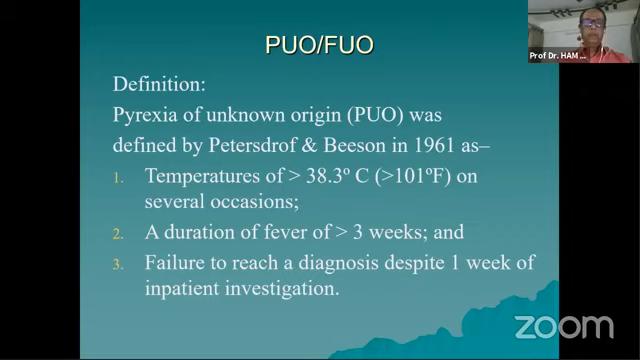 PUO/FUO
Prof Dr. HAM ...
Definition:
Pyrexia of unknown origin (PUO) was
defined by Petersdrof & Beeson in 1961 as–
1. Temperatures of > 38.3º C (>101ºF) on
several occasions;
2. A duration of fever of > 3 weeks; and
3. Failure to reach a diagnosis despite 1 week of
inpatient investigation.
zoom